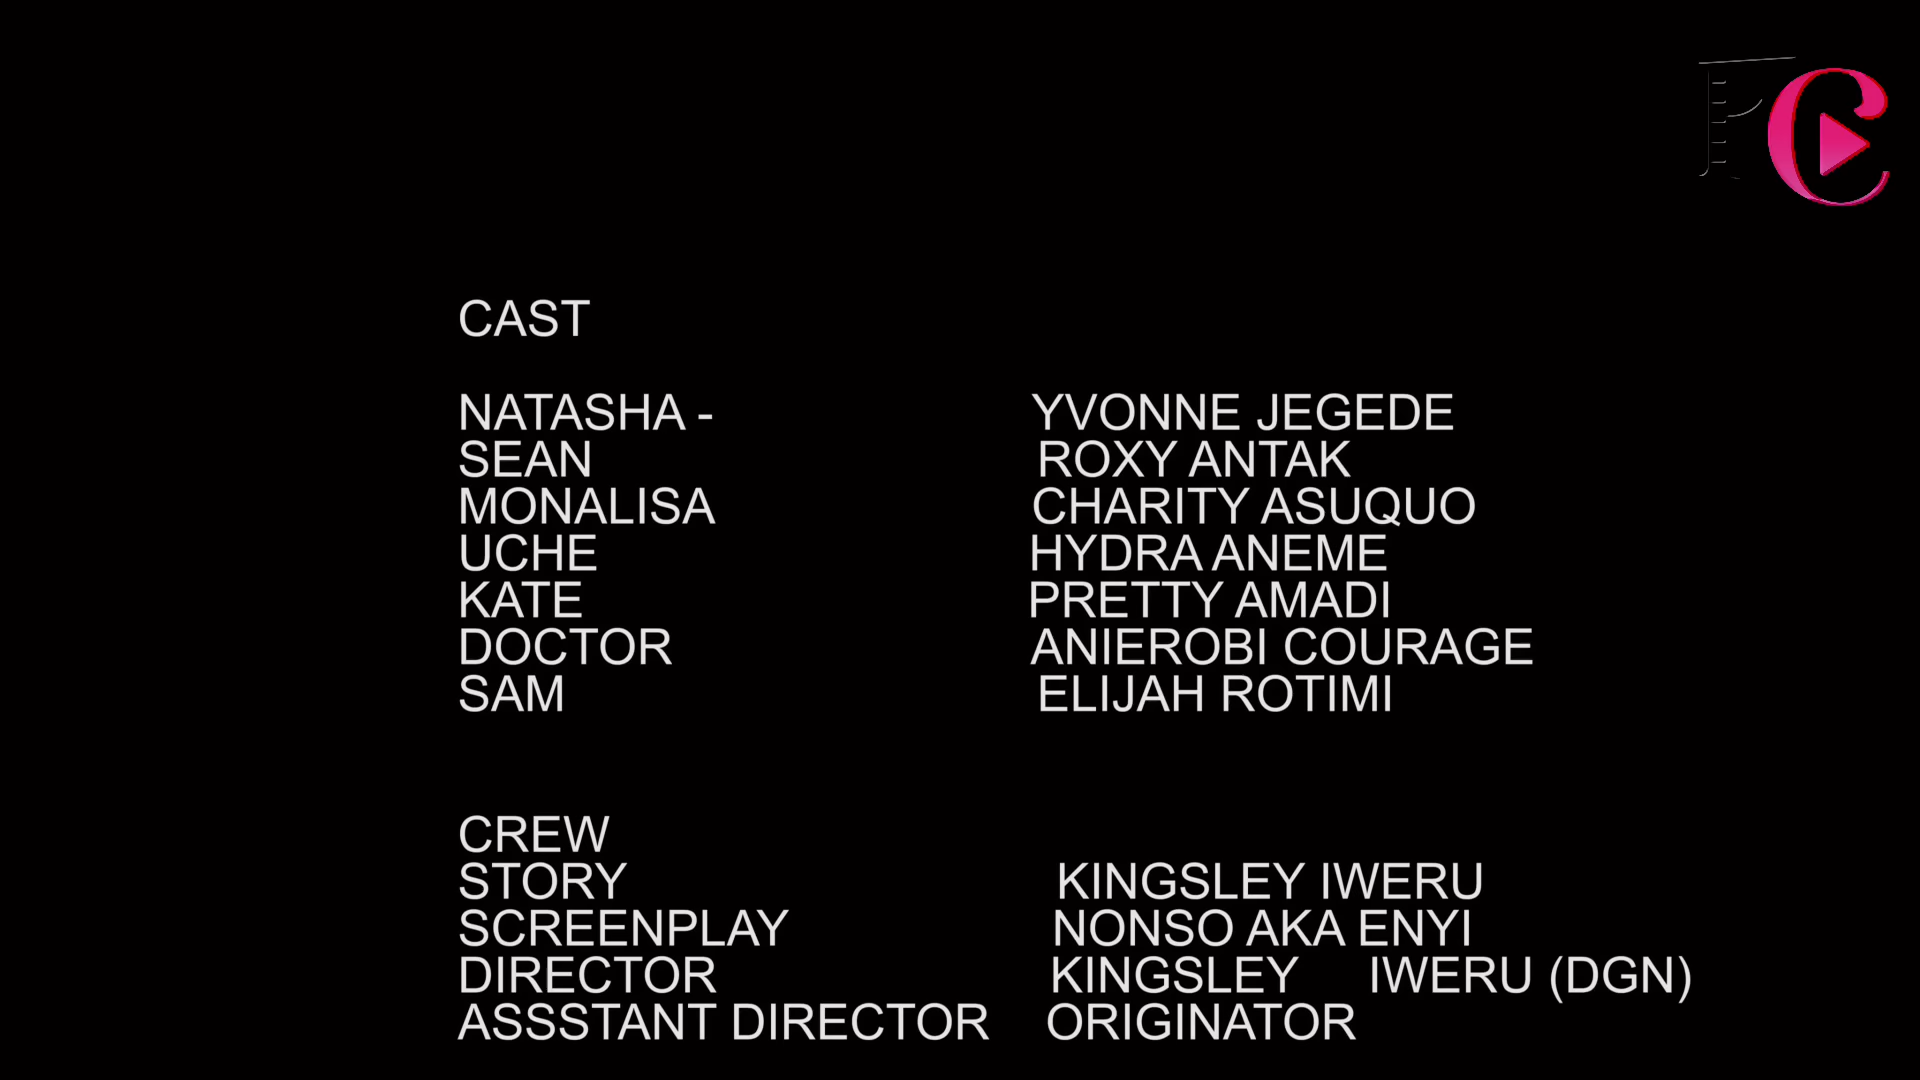 CAST
NATASHA - YVONNE JEGEDE
SEAN ROXY ANTAK
MONALISA CHARITY ASUQUO
UCHE HYDRA ANEME
KATE PRETTY AMADI
DOCTOR ANIEROBI COURAGE
SAM ELIJAH ROTIMI
CREW
STORY KINGSLEY IWERU
SCREENPLAY NONSO AKA ENYI
DIRECTOR KINGSLEY IWERU (DGN)
ASSSTANT DIRECTOR ORIGINATOR